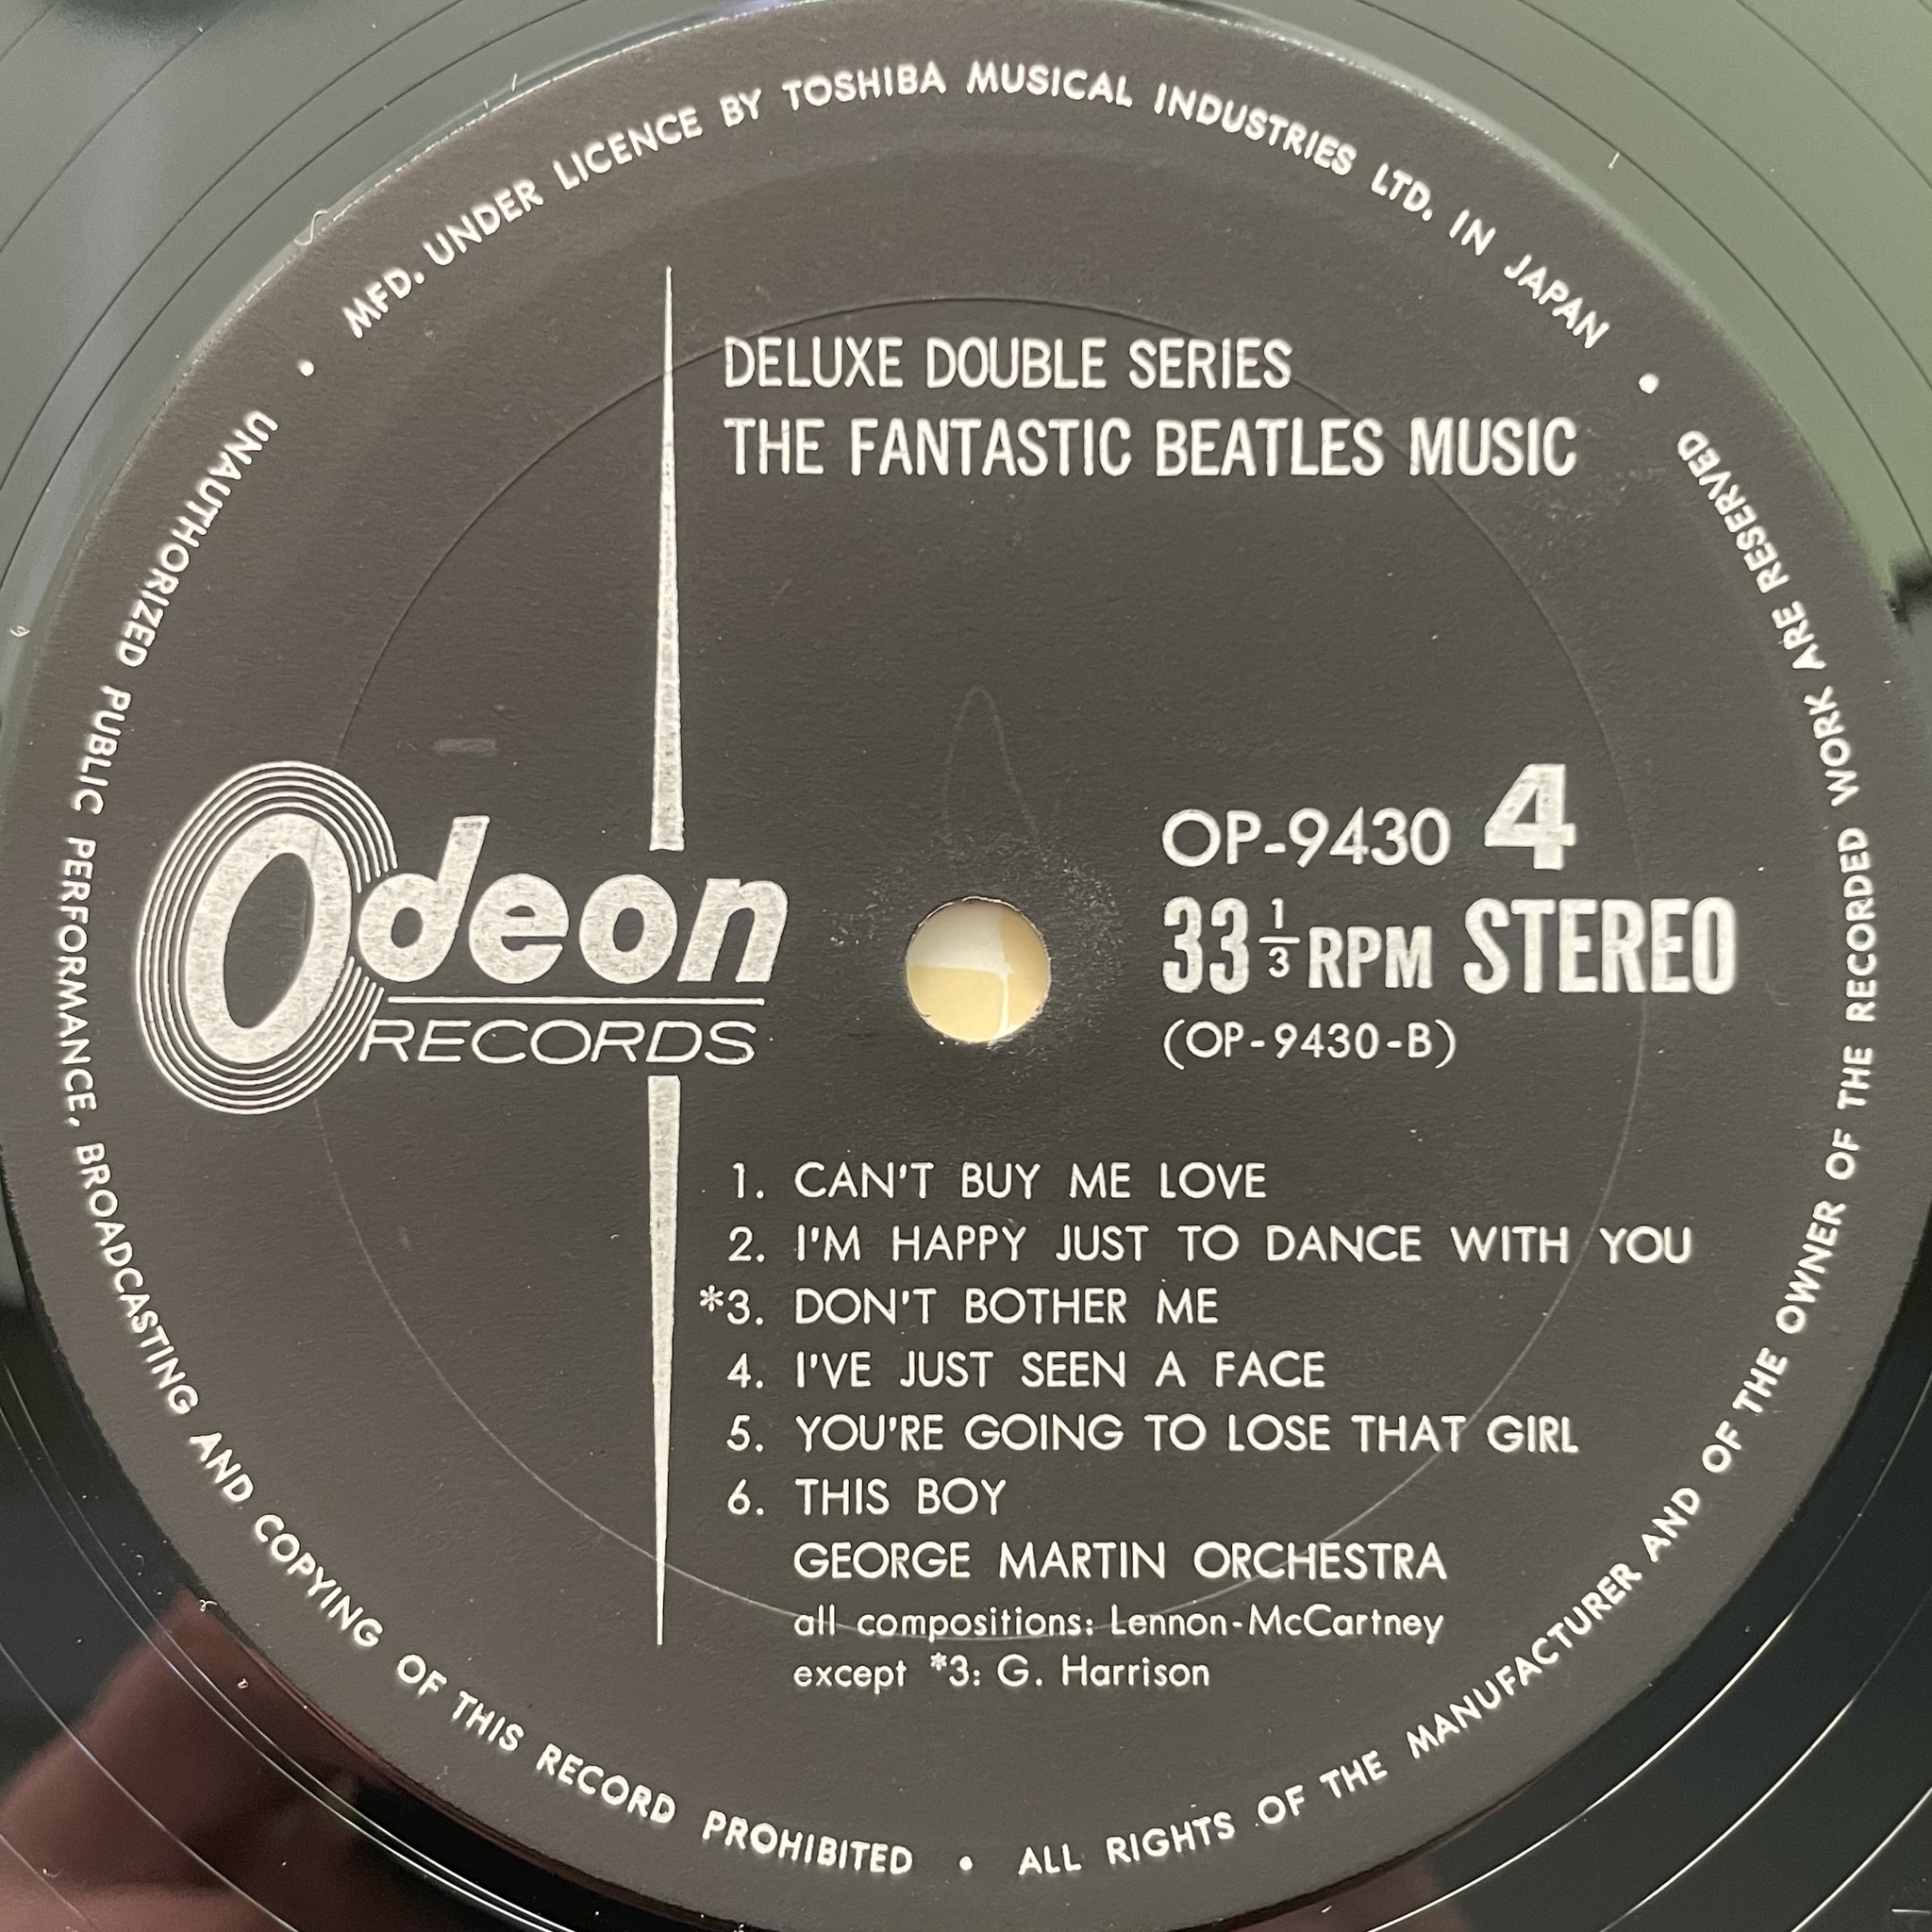 MFD. UNDER LICENCE BY TOSHIBA MUSICAL INDUSTRIES LTD. IN JAPAN •
DELUXE DOUBLE SERIES
THE FANTASTIC BEATLES MUSIC
Odeon
RECORDS
OP-9430 4
33 1/3 RPM STEREO
(OP-9430-B)
1. CAN'T BUY ME LOVE
2. I'M HAPPY JUST TO DANCE WITH YOU
*3. DON'T BOTHER ME
4. I'VE JUST SEEN A FACE
5. YOU'RE GOING TO LOSE THAT GIRL
6. THIS BOY
GEORGE MARTIN ORCHESTRA
all compositions: Lennon-McCartney
except *3: G. Harrison
UNAUTHORIZED PUBLIC PERFORMANCE, BROADCASTING AND COPYING OF THIS RECORD PROHIBITED •
ALL RIGHTS OF THE MANUFACTURER AND OF THE OWNER OF THE RECORDED WORK ARE RESERVED •